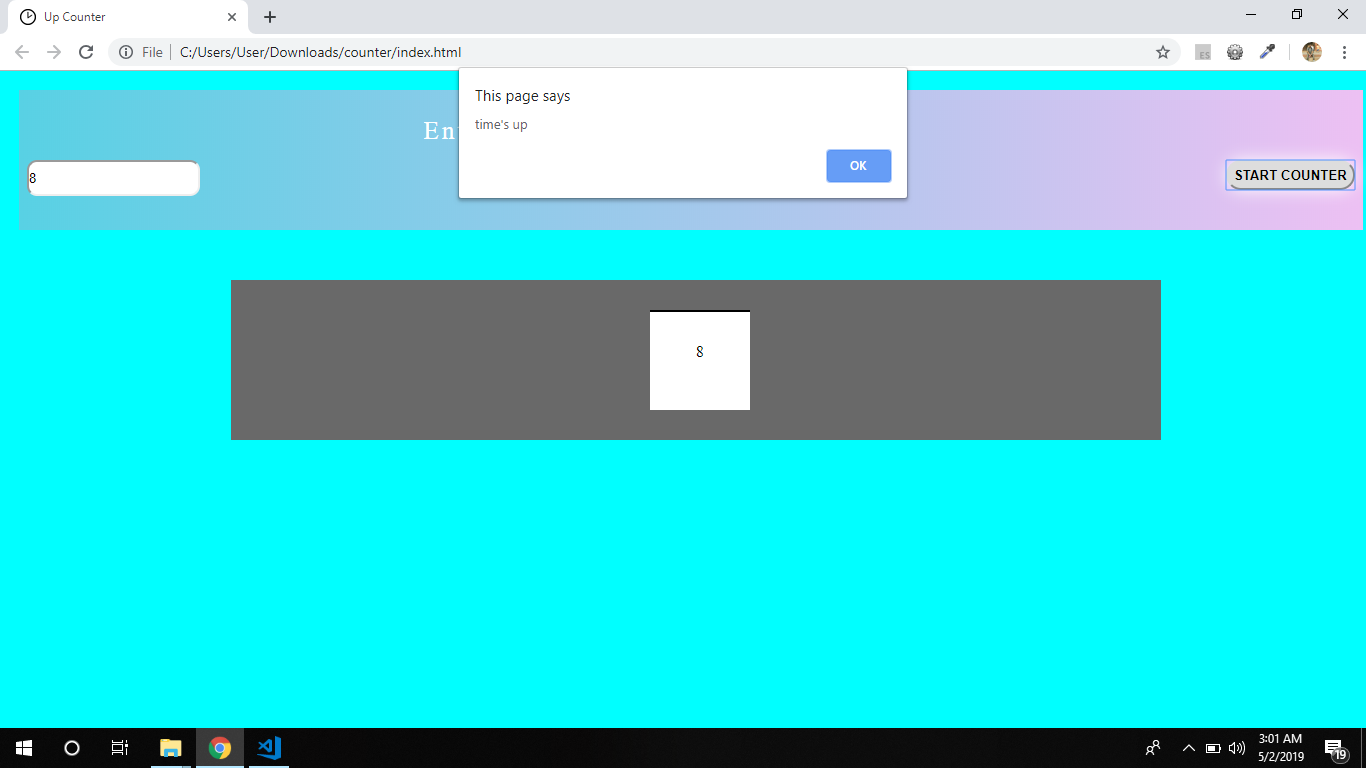 Up Counter
File
C:/Users/User/Downloads/counter/index.html
ES
This page says
time's up
OK
8
START COUNTER
8
3:01 AM
5/2/2019
19